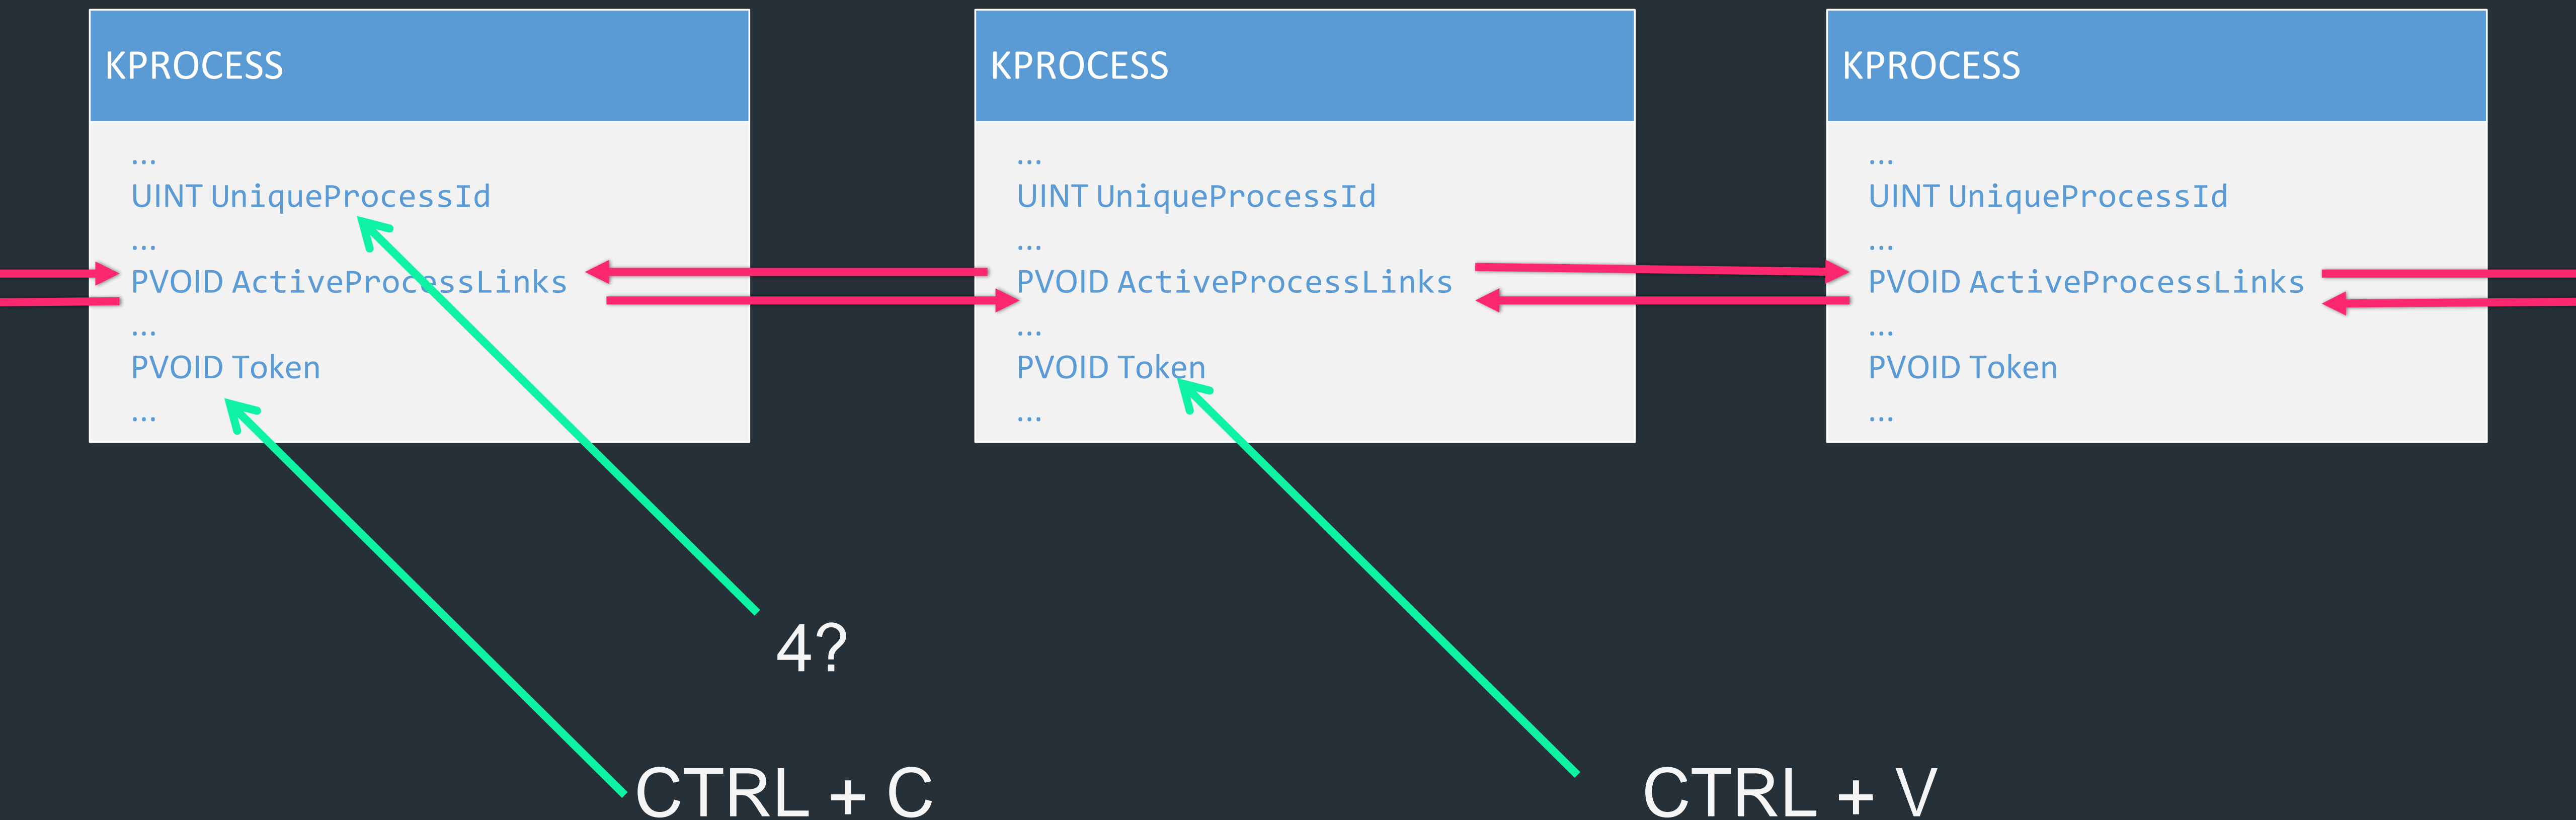 KPROCESS
...
UINT UniqueProcessId
...
PVOID ActiveProcessLinks
...
PVOID Token
...
KPROCESS
...
UINT UniqueProcessId
...
PVOID ActiveProcessLinks
...
PVOID Token
...
KPROCESS
...
UINT UniqueProcessId
...
PVOID ActiveProcessLinks
...
PVOID Token
...
4?
CTRL + C
CTRL + V